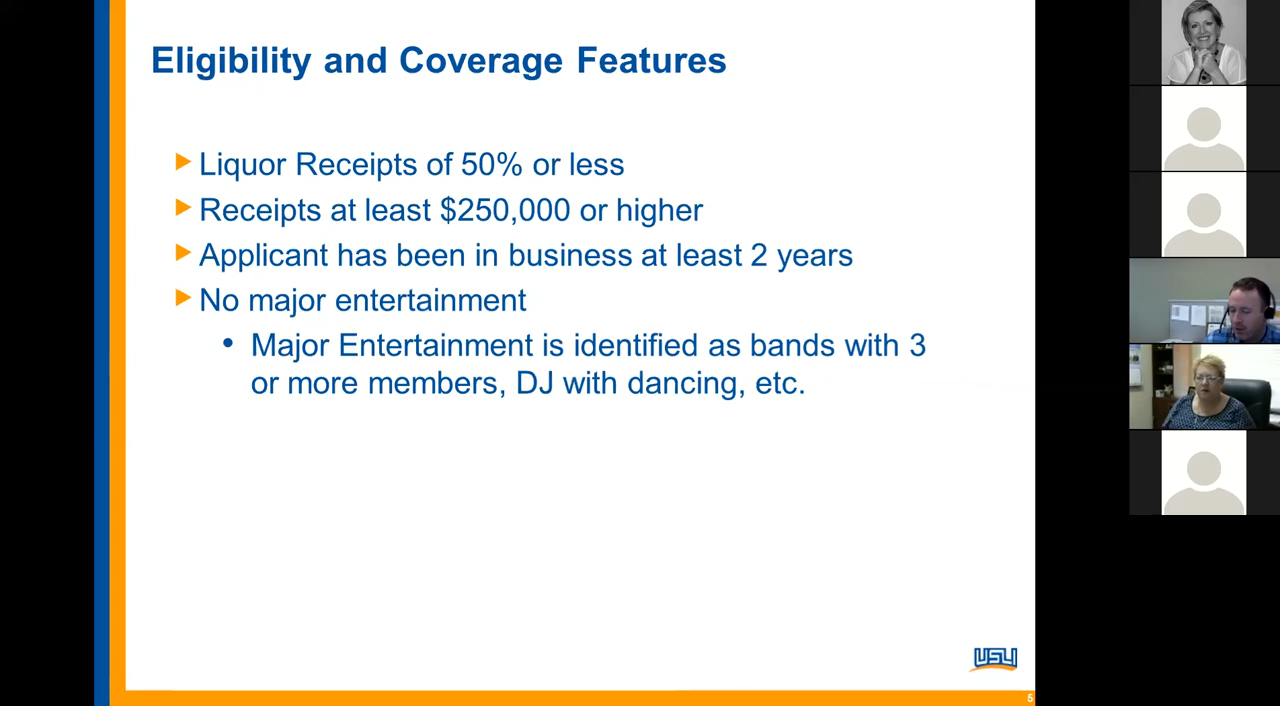 Eligibility and Coverage Features
Liquor Receipts of 50% or less
Receipts at least $250,000 or higher
Applicant has been in business at least 2 years
No major entertainment
Major Entertainment is identified as bands with 3
or more members, DJ with dancing, etc.
USLI
5